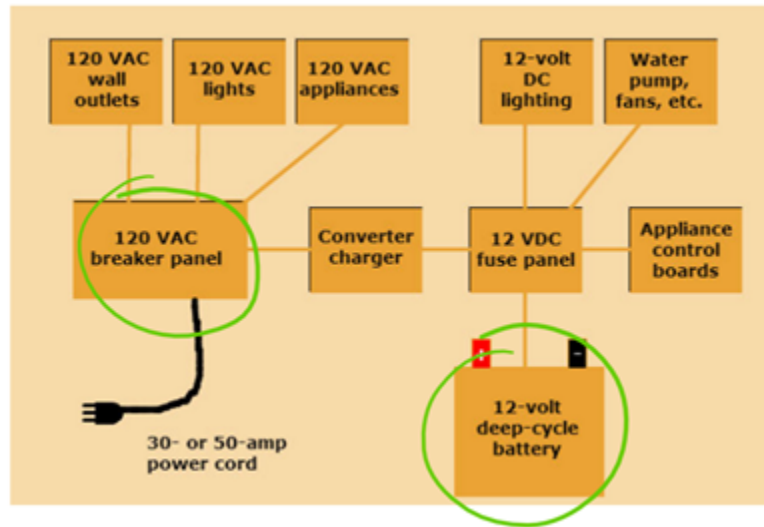 120 VAC
wall
outlets
120 VAC
lights
120 VAC
appliances
12-volt
DC
lighting
Water
pump,
fans, etc.
120 VAC
breaker panel
Converter
charger
12 VDC
fuse panel
Appliance
control
boards
+
-
12-volt
deep-cycle
battery
30- or 50-amp
power cord